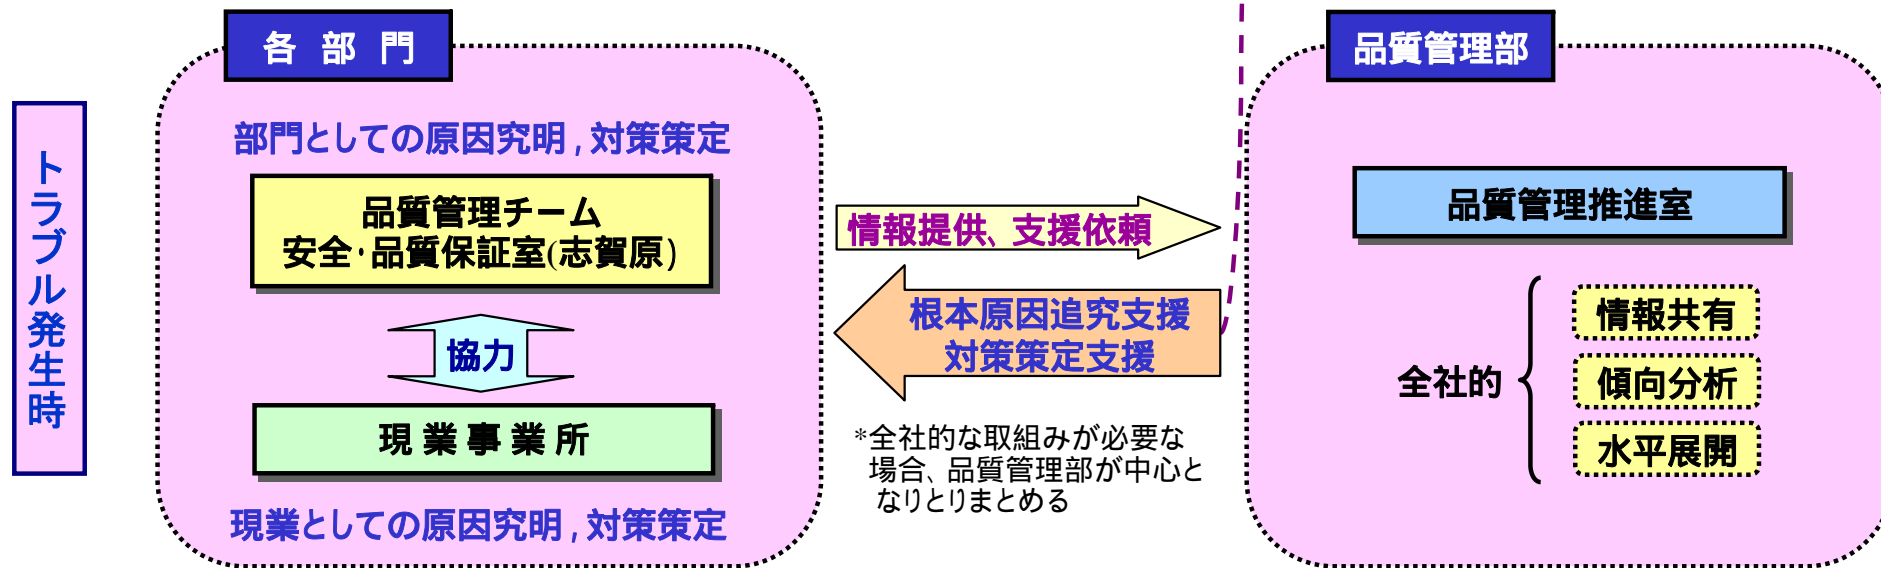 トラブル発生時
各 部 門
部門としての原因究明,対策策定
品質管理チーム
安全・品質保証室(志賀原)
協力
現 業 事 業 所
現業としての原因究明,対策策定
情報提供、支援依頼
根本原因追究支援
対策策定支援
*全社的な取組みが必要な
場合、品質管理部が中心と
なりとりまとめる
品質管理部
品質管理推進室
全社的
情報共有
傾向分析
水平展開